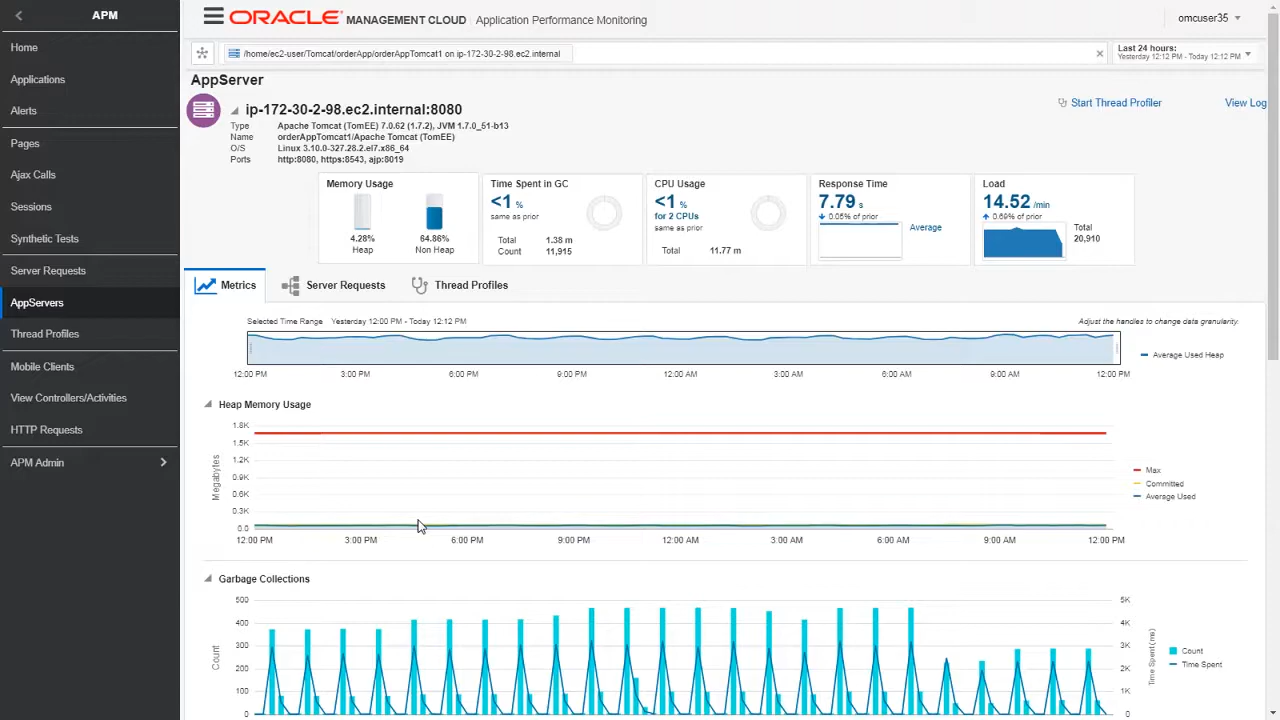 APM
Home
Applications
Alerts
Pages
Ajax Calls
Sessions
Synthetic Tests
Server Requests
AppServers
Thread Profiles
Mobile Clients
View Controllers/Activities
HTTP Requests
APM Admin
ORACLE MANAGEMENT CLOUD Application Performance Monitoring
omcuser35
/home/ec2-user/Tomcat/orderApp/orderAppTomcat1 on ip-172-30-2-98.ec2.internal
Last 24 hours:
Yesterday 12:12 PM - Today 12:12 PM
AppServer
ip-172-30-2-98.ec2.internal:8080
Start Thread Profiler
View Log
Type Apache Tomcat (TomEE) 7.0.62 (1.7.2), JVM 1.7.0_51-b13
Name orderAppTomcat1/Apache Tomcat (TomEE)
O/S Linux 3.10.0-327.28.2.el7.x86_64
Ports http:8080, https:8543, ajp:8019
Memory Usage
4.28% 64.86%
Heap Non Heap
Time Spent in GC
<1 %
same as prior
Total 1.38 m
Count 11,915
CPU Usage
<1 %
for 2 CPUs
same as prior
Total 11.77 m
Response Time
7.79 s
0.05% of prior
Average
Load
14.52 /min
0.69% of prior
Total
20,910
Metrics Server Requests Thread Profiles
Selected Time Range Yesterday 12:00 PM - Today 12:12 PM
Adjust the handles to change data granularity.
Average Used Heap
12:00 PM 3:00 PM 6:00 PM 9:00 PM 12:00 AM 3:00 AM 6:00 AM 9:00 AM 12:00 PM
Heap Memory Usage
1.8K
1.5K
1.2K
0.9K
0.6K
0.3K
0.0
Megabytes
Max
Committed
Average Used
12:00 PM 3:00 PM 6:00 PM 9:00 PM 12:00 AM 3:00 AM 6:00 AM 9:00 AM 12:00 PM
Garbage Collections
500
400
300
200
100
0
Count
5K
4K
3K
2K
1K
0
Time Spent (ms)
Count
Time Spent